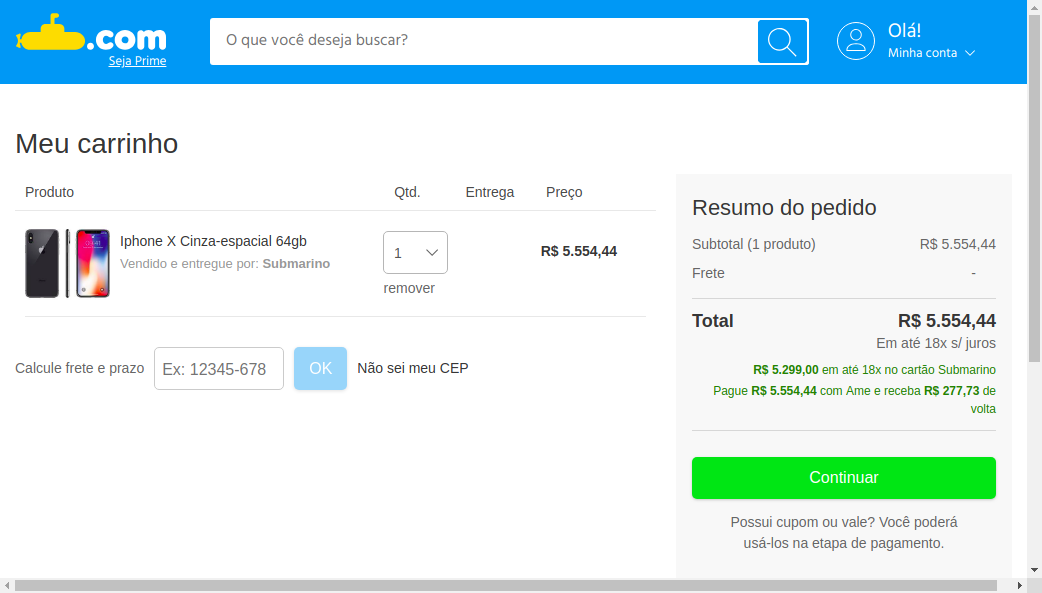 .com
Seja Prime
O que você deseja buscar?
Olá!
Minha conta
Meu carrinho
Produto
Qtd.
Entrega
Preço
Iphone X Cinza-espacial 64gb
Vendido e entregue por: Submarino
1
remover
R$ 5.554,44
Calcule frete e prazo
Ex: 12345-678
OK
Não sei meu CEP
Resumo do pedido
Subtotal (1 produto) R$ 5.554,44
Frete -
Total R$ 5.554,44
Em até 18x s/ juros
R$ 5.299,00 em até 18x no cartão Submarino
Pague R$ 5.554,44 com Ame e receba R$ 277,73 de
volta
Continuar
Possui cupom ou vale? Você poderá
usá-los na etapa de pagamento.